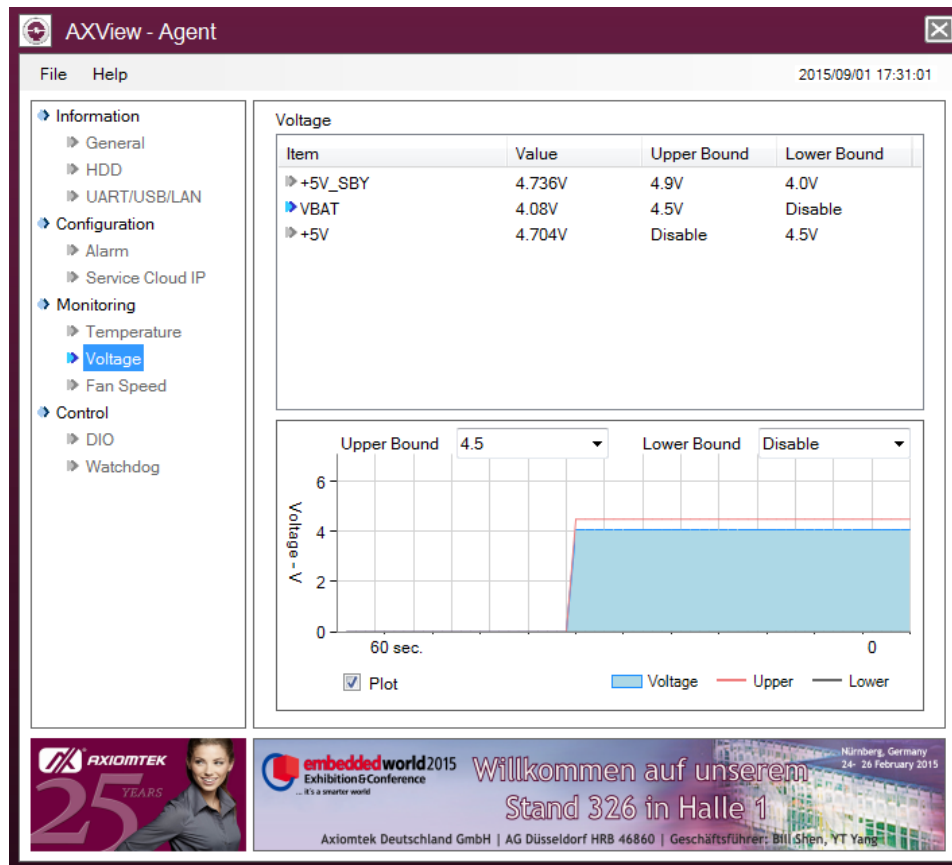 AXView - Agent
File Help 2015/09/01 17:31:01
Information
General
HDD
UART/USB/LAN
Configuration
Alarm
Service Cloud IP
Monitoring
Temperature
Voltage
Fan Speed
Control
DIO
Watchdog
Voltage
Item Value Upper Bound Lower Bound
+5V_SBY 4.736V 4.9V 4.0V
VBAT 4.08V 4.5V Disable
+5V 4.704V Disable 4.5V
Upper Bound 4.5 Lower Bound Disable
Voltage - V
6
4
2
0
60 sec. 0
Plot
Voltage Upper Lower
AXIOMTEK
25 YEARS
embeddedworld2015
Exhibition&Conference
... it's a smarter world
Willkommen auf unserem
Stand 326 in Halle 1
Nürnberg, Germany
24- 26 February 2015
Axiomtek Deutschland GmbH | AG Düsseldorf HRB 46860 | Geschäftsführer: Bill Shen, YT Yang